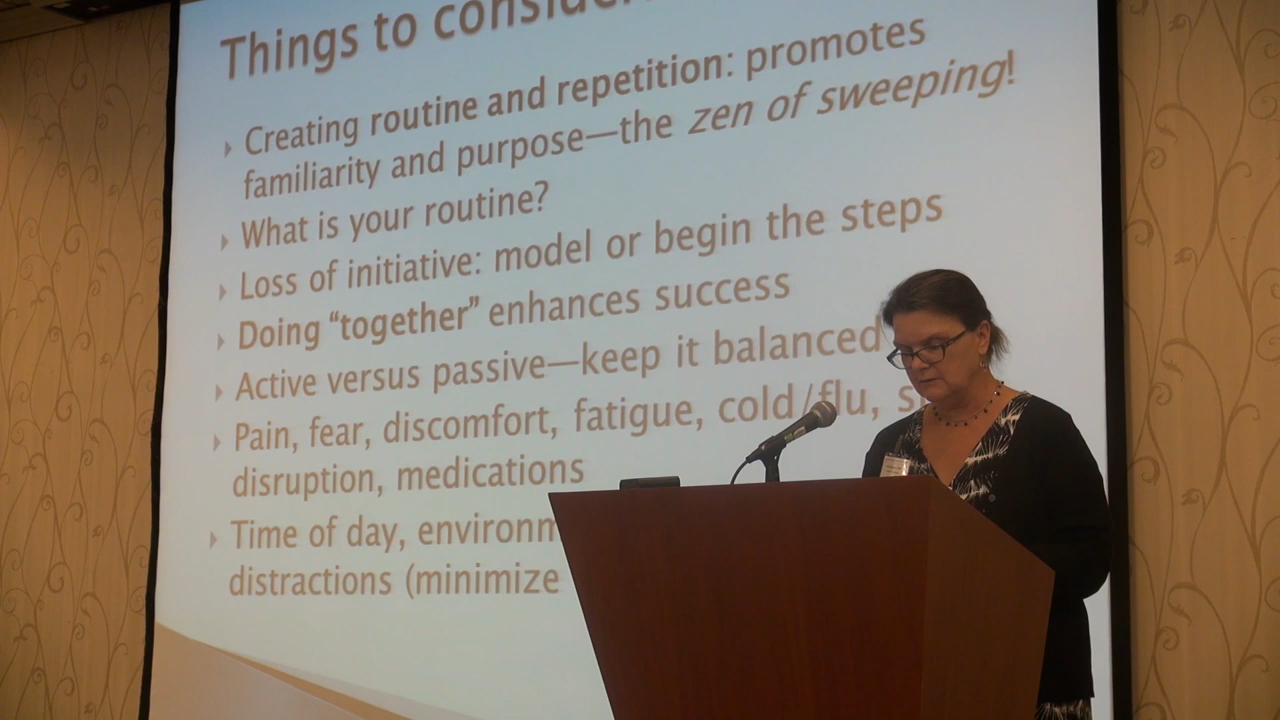 Things to consider
Creating routine and repetition: promotes
familiarity and purpose—the zen of sweeping!
What is your routine?
Loss of initiative: model or begin the steps
Doing “together” enhances success
Active versus passive—keep it balanced
Pain, fear, discomfort, fatigue, cold/flu,
disruption, medications
Time of day,
distractions (minimize